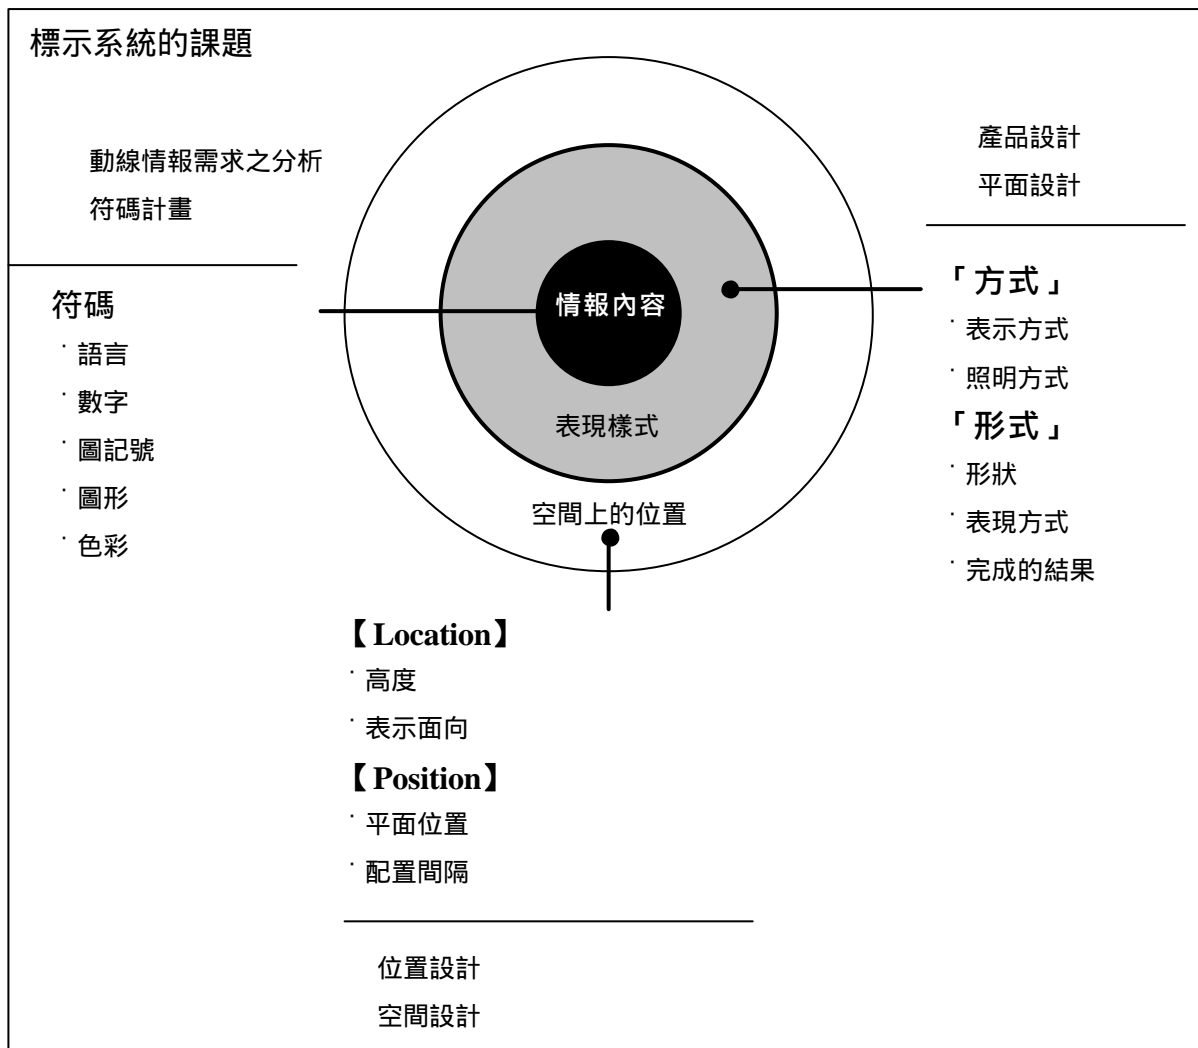 標示系統的課題
動線情報需求之分析
符碼計畫
符碼
˙語言
˙數字
˙圖記號
˙圖形
˙色彩
情報內容
表現樣式
空間上的位置
產品設計
平面設計
「方式」
˙表示方式
˙照明方式
「形式」
˙形狀
˙表現方式
˙完成的結果
【Location】
˙高度
˙表示面向
【Position】
˙平面位置
˙配置間隔
位置設計
空間設計